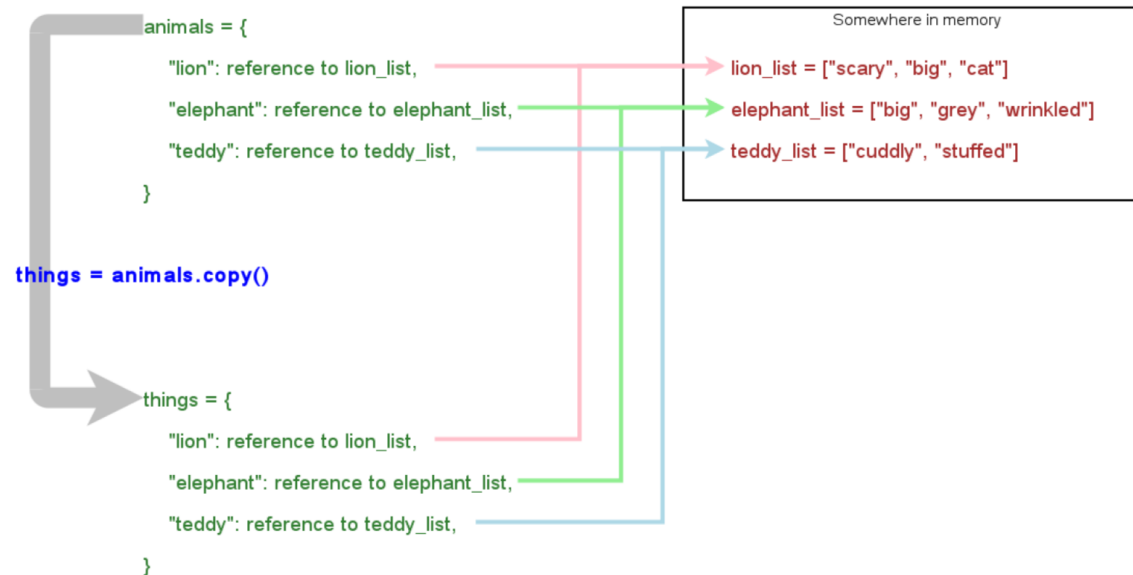 animals = {
"lion": reference to lion_list,
"elephant": reference to elephant_list,
"teddy": reference to teddy_list,
}
Somewhere in memory
lion_list = ["scary", "big", "cat"]
elephant_list = ["big", "grey", "wrinkled"]
teddy_list = ["cuddly", "stuffed"]
things = animals.copy()
things = {
"lion": reference to lion_list,
"elephant": reference to elephant_list,
"teddy": reference to teddy_list,
}